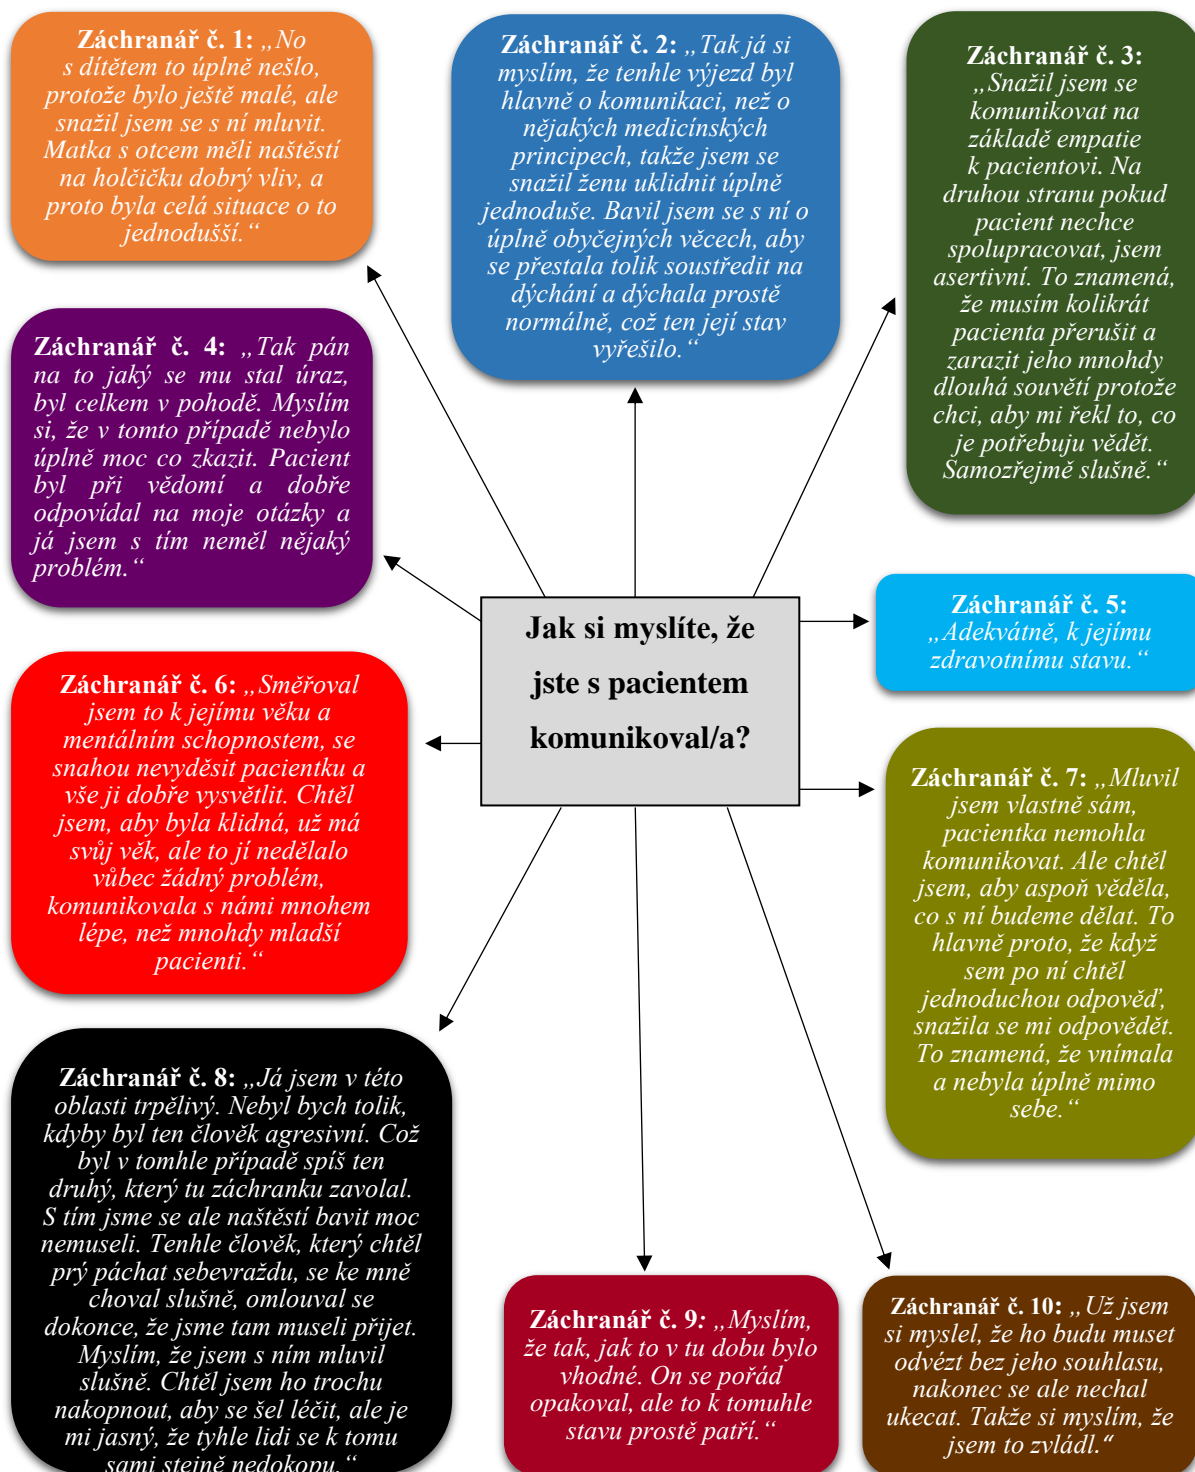 Záchranář č. 1: „No
s dítětem to úplně nešlo,
protože bylo ještě malé, ale
snažil jsem se s ní mluvit.
Matka s otcem měli naštěstí
na holčičku dobrý vliv, a
proto byla celá situace o to
jednodušší.“
Záchranář č. 2: „Tak já si
myslím, že tenhle výjezd byl
hlavně o komunikaci, než o
nějakých medicínských
principech, takže jsem se
snažil ženu uklidnit úplně
jednoduše. Bavil jsem se s ní o
úplně obyčejných věcech, aby
se přestala tolik soustředit na
dýchání a dýchala prostě
normálně, což ten její stav
vyřešilo.“
Záchranář č. 3:
„Snažil jsem se
komunikovat na
základě empatie
k pacientovi. Na
druhou stranu pokud
pacient nechce
spolupracovat, jsem
asertivní. To znamená,
že musím kolikrát
pacienta přerušit a
zarazit jeho mnohdy
dlouhá souvětí protože
chci, aby mi řekl to, co
je potřebuju vědět.
Samozřejmě slušně.“
Záchranář č. 4: „Tak pán
na to jaký se mu stal úraz,
byl celkem v pohodě. Myslím
si, že v tomto případě nebylo
úplně moc co zkazit. Pacient
byl při vědomí a dobře
odpovídal na moje otázky a
já jsem s tím neměl nějaký
problém.“
Jak si myslíte, že
jste s pacientem
komunikoval/a?
Záchranář č. 5:
„Adekvátně, k jejímu
zdravotnímu stavu.“
Záchranář č. 6: „Směřoval
jsem to k jejímu věku a
mentálním schopnostem, se
snahou nevyděsit pacientku a
vše ji dobře vysvětlit. Chtěl
jsem, aby byla klidná, už má
svůj věk, ale to jí nedělalo
vůbec žádný problém,
komunikovala s námi mnohem
lépe, než mnohdy mladší
pacienti.“
Záchranář č. 7: „Mluvil
jsem vlastně sám,
pacientka nemohla
komunikovat. Ale chtěl
jsem, aby aspoň věděla,
co s ní budeme dělat. To
hlavně proto, že když
sem po ní chtěl
jednoduchou odpověď,
snažila se mi odpovědět.
To znamená, že vnímala
a nebyla úplně mimo
sebe.“
Záchranář č. 8: „Já jsem v této
oblasti trpělivý. Nebyl bych tolik,
kdyby byl ten člověk agresivní. Což
byl v tomhle případě spíš ten
druhý, který tu záchranku zavolal.
S tím jsme se ale naštěstí bavit moc
nemuseli. Tenhle člověk, který chtěl
prý páchat sebevraždu, se ke mně
choval slušně, omlouval se
dokonce, že jsme tam museli přijet.
Myslím, že jsem s ním mluvil
slušně. Chtěl jsem ho trochu
nakopnout, aby se šel léčit, ale je
mi jasný, že tyhle lidi se k tomu
sami stejně nedokopu.“
Záchranář č. 9: „Myslím,
že tak, jak to v tu dobu bylo
vhodné. On se pořád
opakoval, ale to k tomuhle
stavu prostě patří.“
Záchranář č. 10: „Už jsem
si myslel, že ho budu muset
odvézt bez jeho souhlasu,
nakonec se ale nechal
ukecat. Takže si myslím, že
jsem to zvládl.“